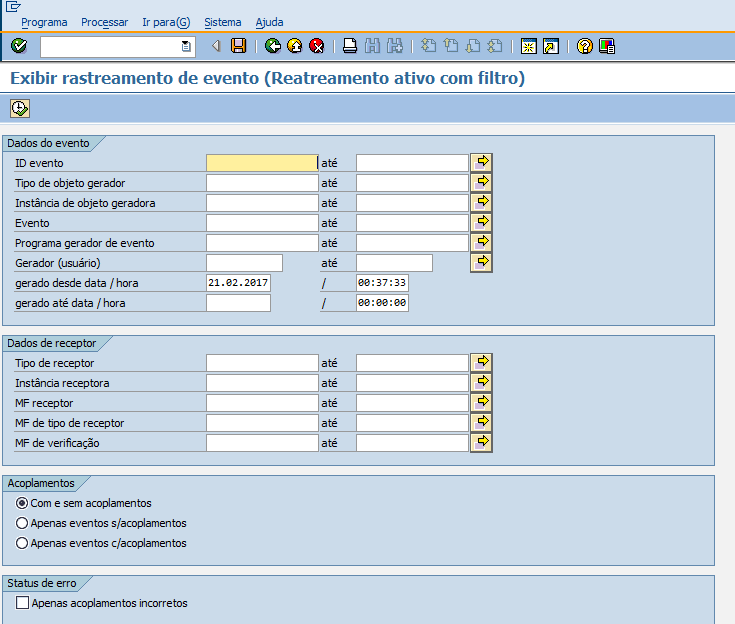 Programa Processar Ir para(G) Sistema Ajuda
Exibir rastreamento de evento (Reatreamento ativo com filtro)
Dados do evento
ID evento até
Tipo de objeto gerador até
Instância de objeto geradora até
Evento até
Programa gerador de evento até
Gerador (usuário) até
gerado desde data / hora 21.02.2017 / 00:37:33
gerado até data / hora / 00:00:00
Dados de receptor
Tipo de receptor até
Instância receptora até
MF receptor até
MF de tipo de receptor até
MF de verificação até
Acoplamentos
Com e sem acoplamentos
Apenas eventos s/acoplamentos
Apenas eventos c/acoplamentos
Status de erro
Apenas acoplamentos incorretos